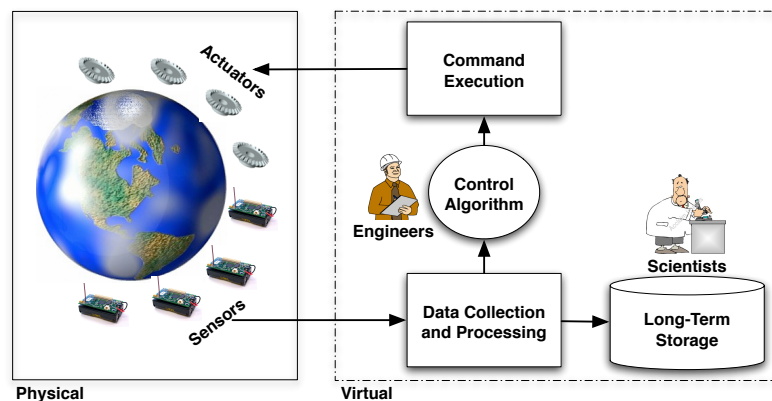 Actuators
Sensors
Physical
Command
Execution
Control
Algorithm
Engineers
Data Collection
and Processing
Scientists
Long-Term
Storage
Virtual